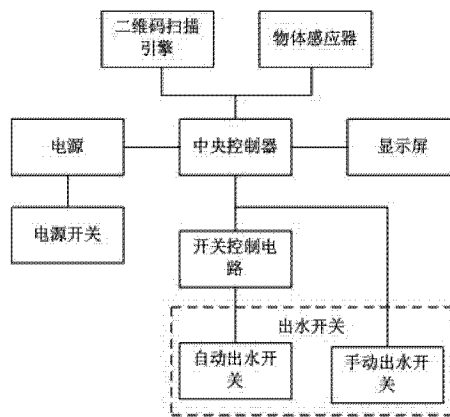 二维码扫描
引擎
物体感应器
电源
中央控制器
显示屏
电源开关
开关控制电
路
出水开关
自动出水开
关
手动出水开
关